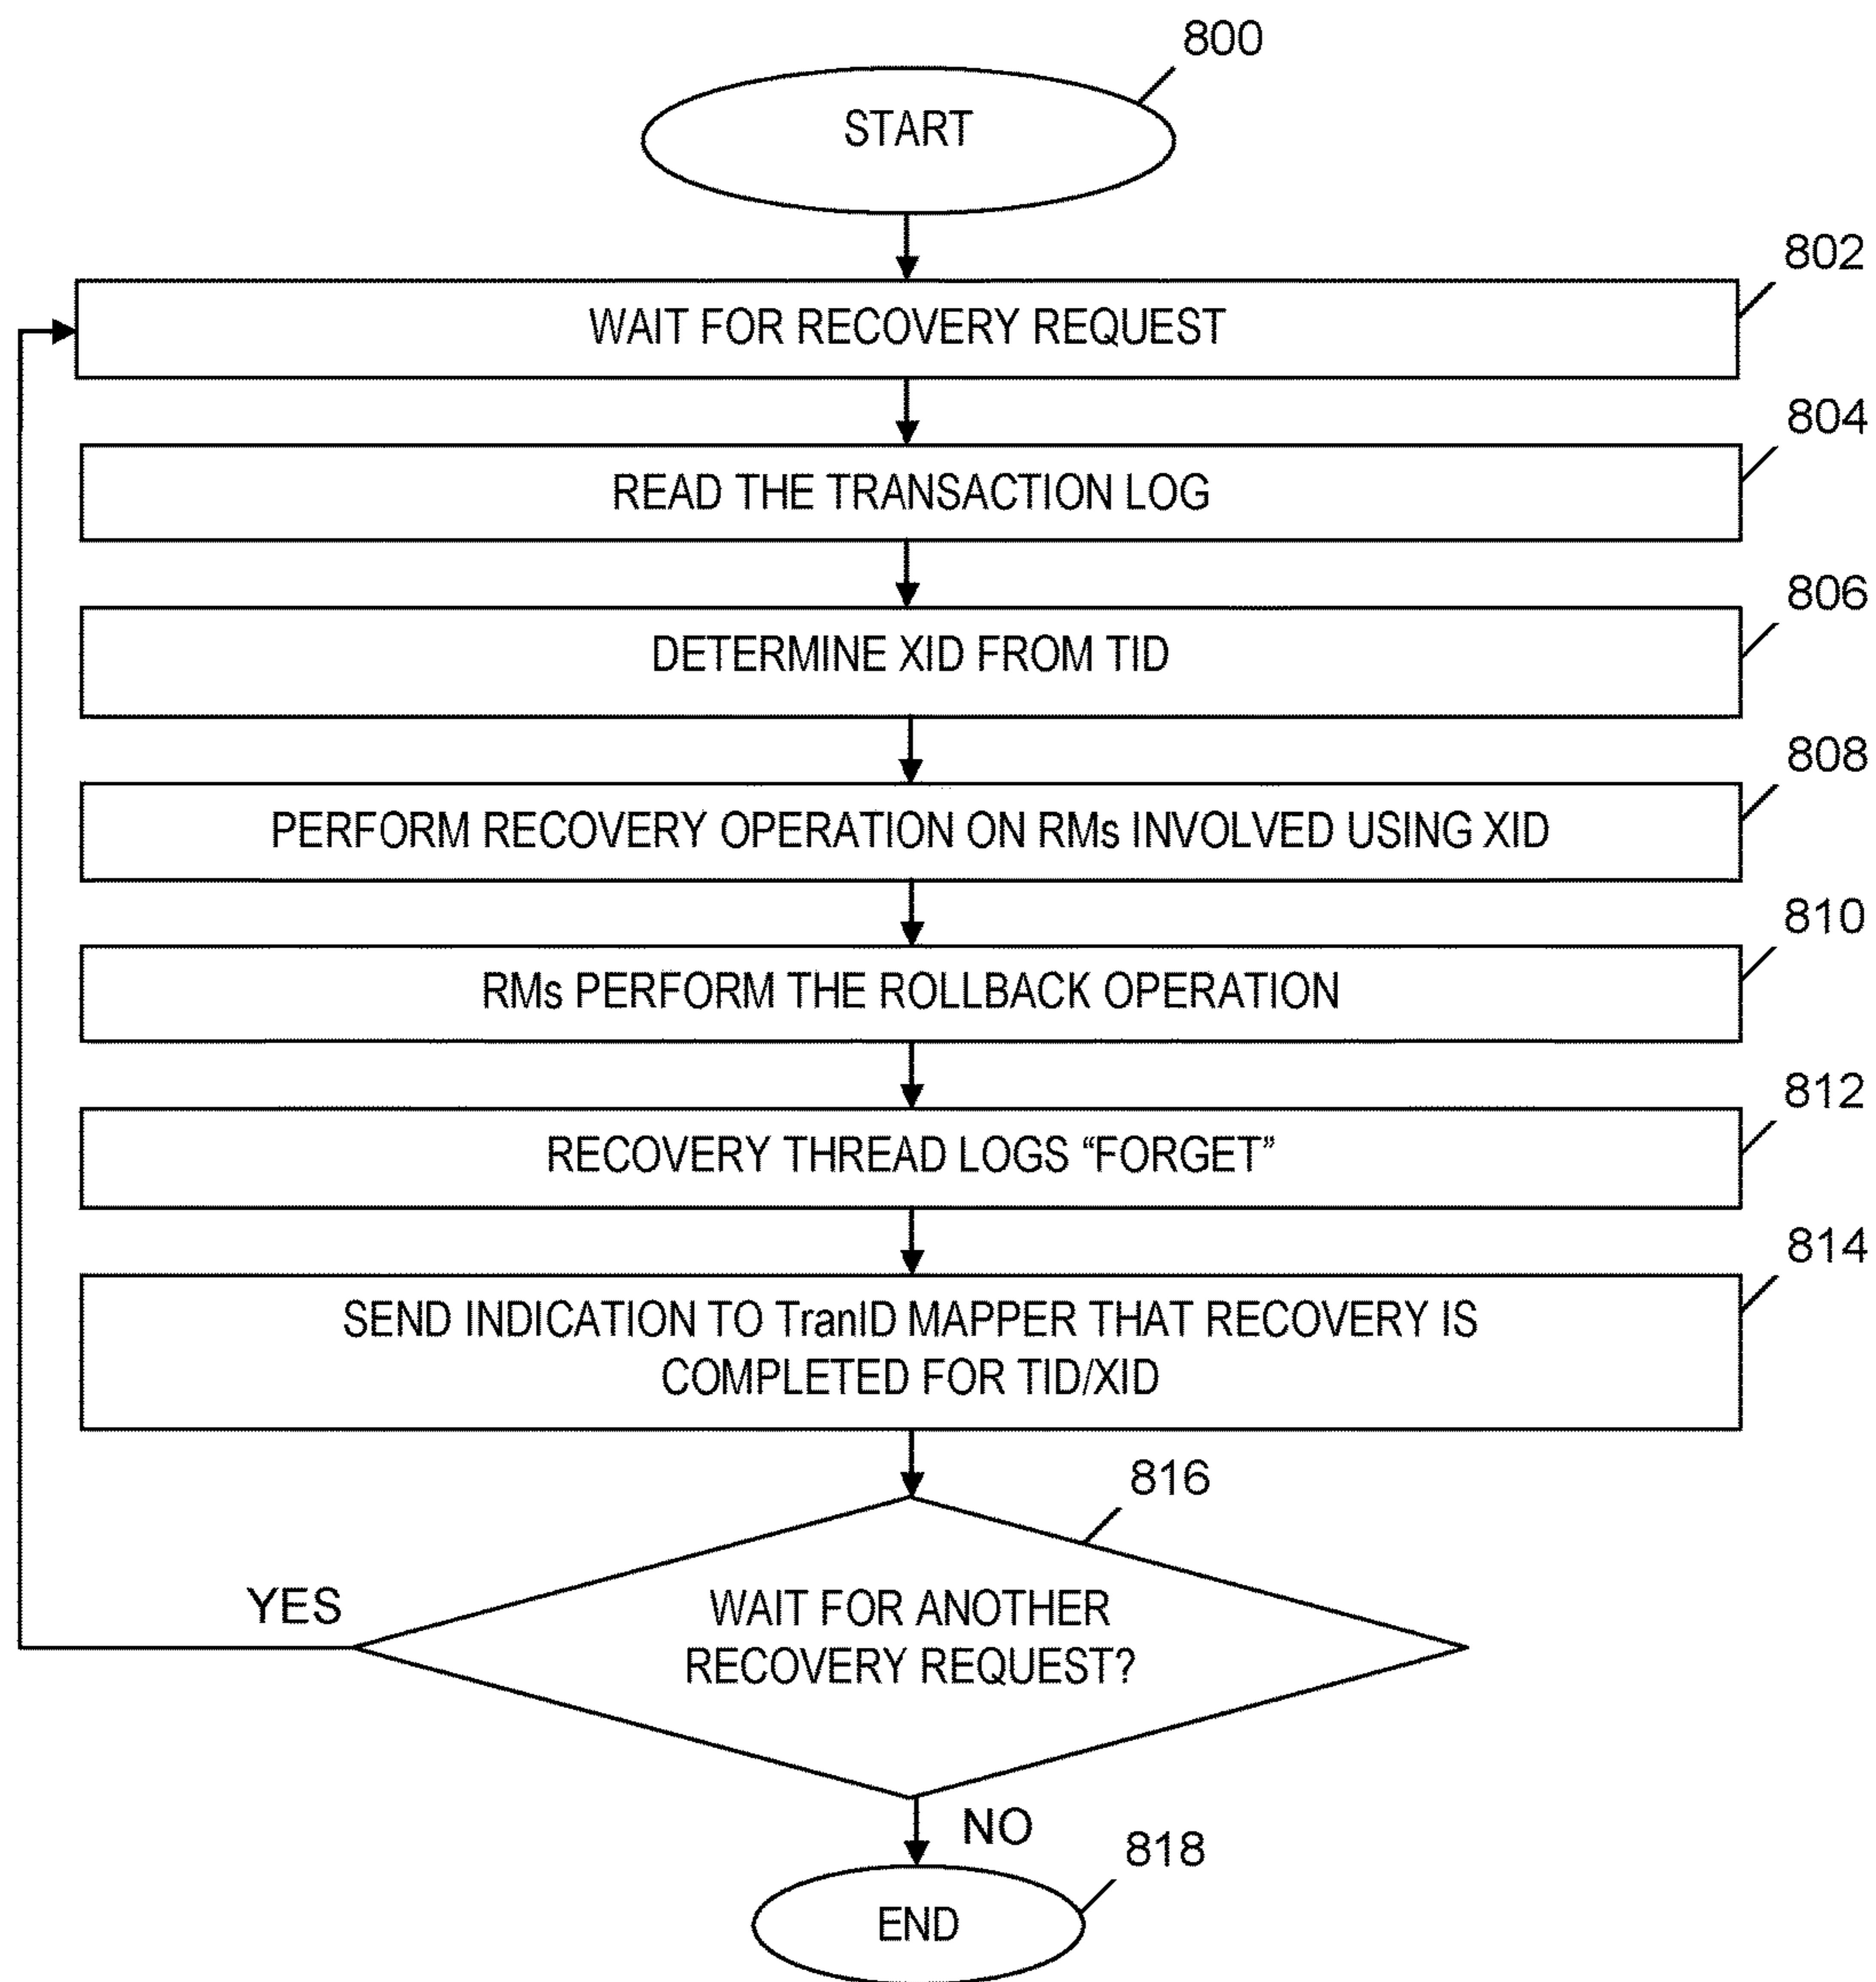 800
START
802
WAIT FOR RECOVERY REQUEST
804
READ THE TRANSACTION LOG
806
DETERMINE XID FROM TID
808
PERFORM RECOVERY OPERATION ON RMs INVOLVED USING XID
810
RMs PERFORM THE ROLLBACK OPERATION
812
RECOVERY THREAD LOGS “FORGET”
814
SEND INDICATION TO TranID MAPPER THAT RECOVERY IS
COMPLETED FOR TID/XID
816
YES
WAIT FOR ANOTHER
RECOVERY REQUEST?
NO
818
END